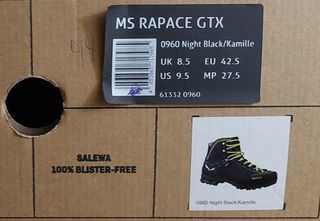 MS RAPACE GTX
0960 Night Black/Kamille
UK 8.5 EU 42.5
US 9.5 MP 27.5
61332 0960
SALEWA
100% BLISTER-FREE
0960 Night Black/Kamille